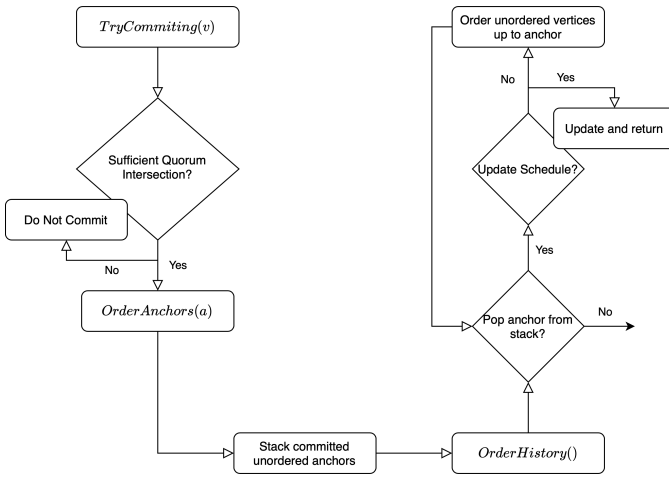 TryCommiting(v)
Sufficient Quorum
Intersection?
Do Not Commit
No
Yes
OrderAnchors(a)
Stack committed
unordered anchors
OrderHistory()
Pop anchor from
stack?
No
Yes
Update Schedule?
No
Yes
Update and return
Order unordered vertices
up to anchor